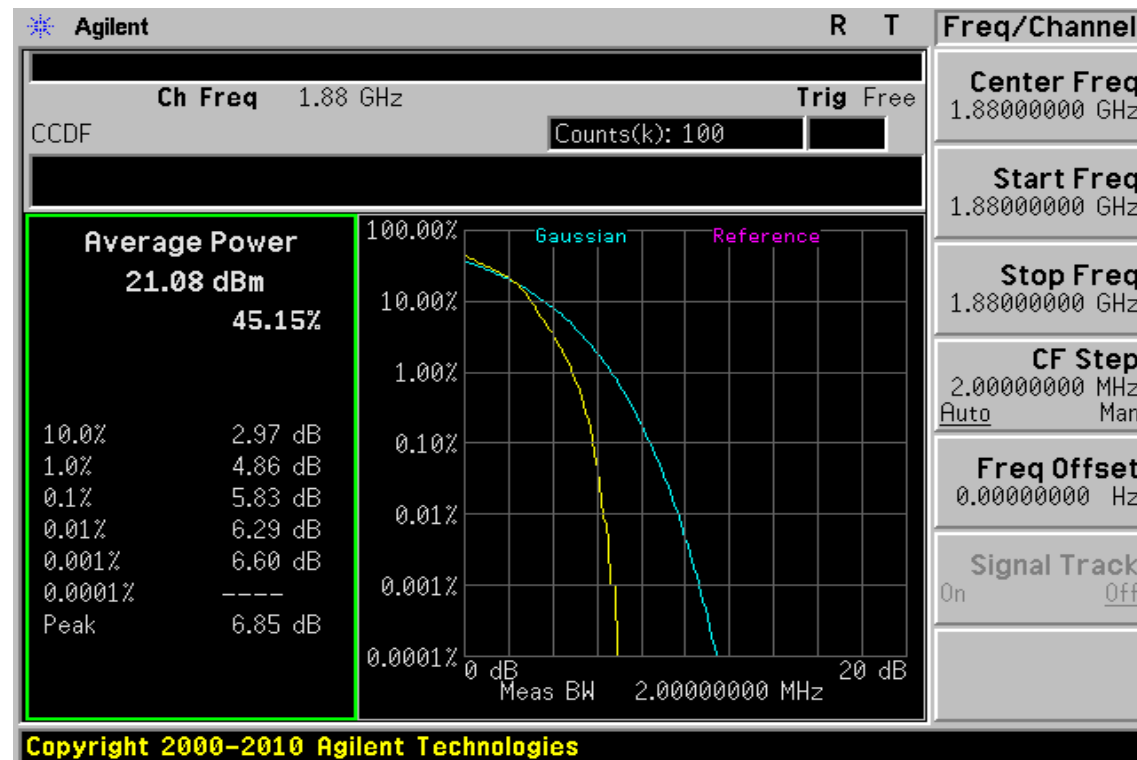 Agilent
R T
Freq/Channel
Ch Freq 1.88 GHz
Trig Free
CCDF
Counts(k): 100
Average Power
21.08 dBm
45.15%
10.0% 2.97 dB
1.0% 4.86 dB
0.1% 5.83 dB
0.01% 6.29 dB
0.001% 6.60 dB
0.0001% ----
Peak 6.85 dB
Gaussian
Reference
100.00%
10.00%
1.00%
0.10%
0.01%
0.001%
0.0001%
0 dB
20 dB
Meas BW 2.00000000 MHz
Center Freq
1.88000000 GHz
Start Freq
1.88000000 GHz
Stop Freq
1.88000000 GHz
CF Step
2.00000000 MHz
Auto Man
Freq Offset
0.00000000 Hz
Signal Track
On Off
Copyright 2000-2010 Agilent Technologies